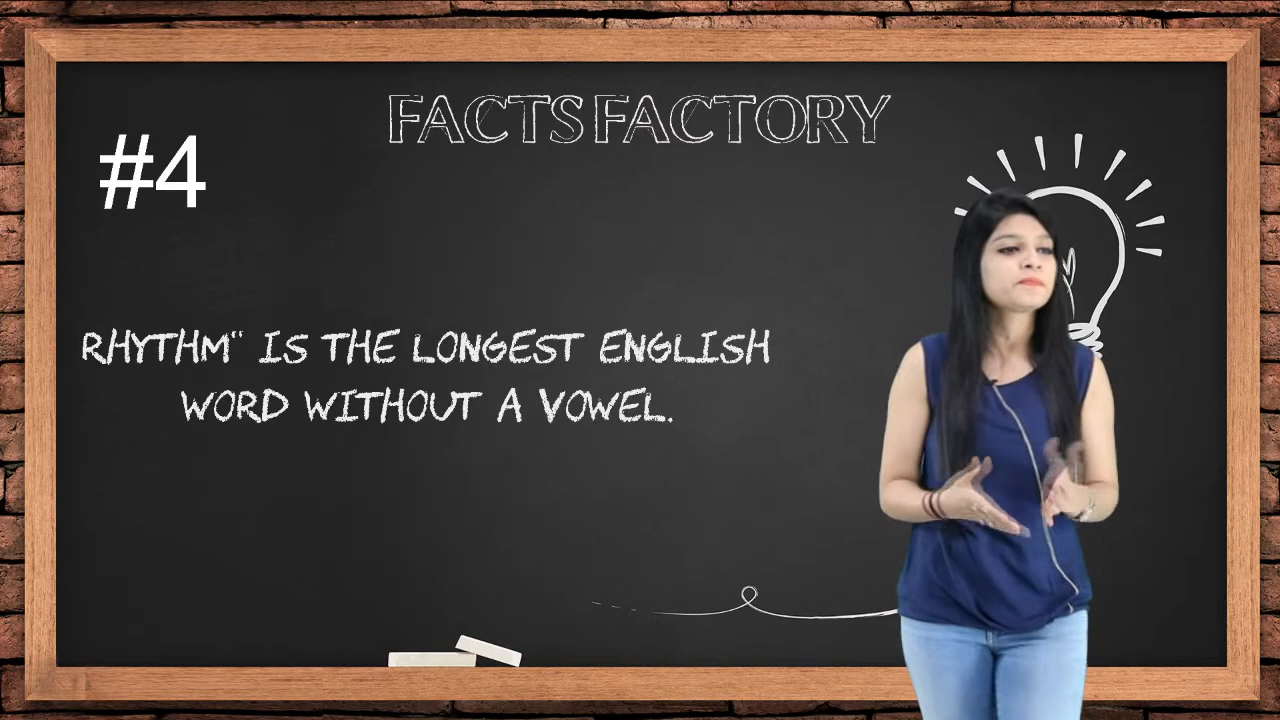 FACTS FACTORY
#4
RHYTHM" IS THE LONGEST ENGLISH
WORD WITHOUT A VOWEL.